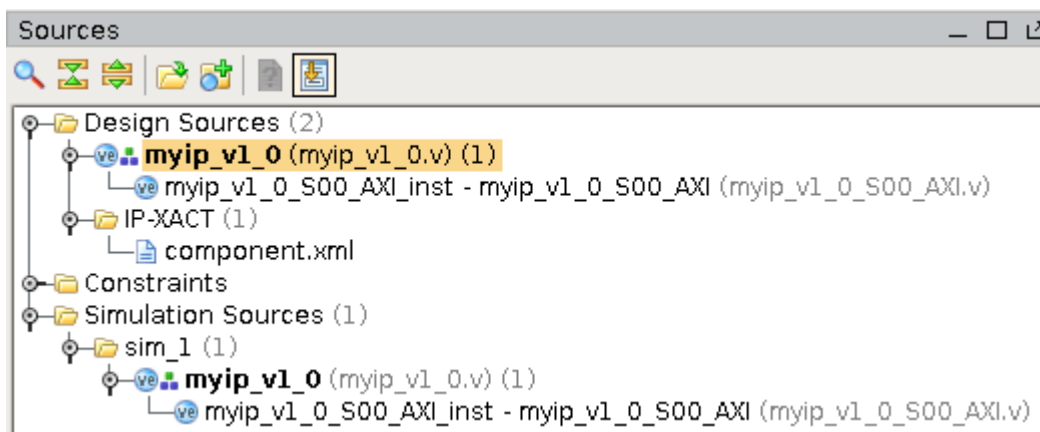 Sources
Design Sources (2)
myip_v1_0 (myip_v1_0.v) (1)
myip_v1_0_S00_AXI_inst - myip_v1_0_S00_AXI (myip_v1_0_S00_AXI.v)
IP-XACT (1)
component.xml
Constraints
Simulation Sources (1)
sim_1 (1)
myip_v1_0 (myip_v1_0.v) (1)
myip_v1_0_S00_AXI_inst - myip_v1_0_S00_AXI (myip_v1_0_S00_AXI.v)